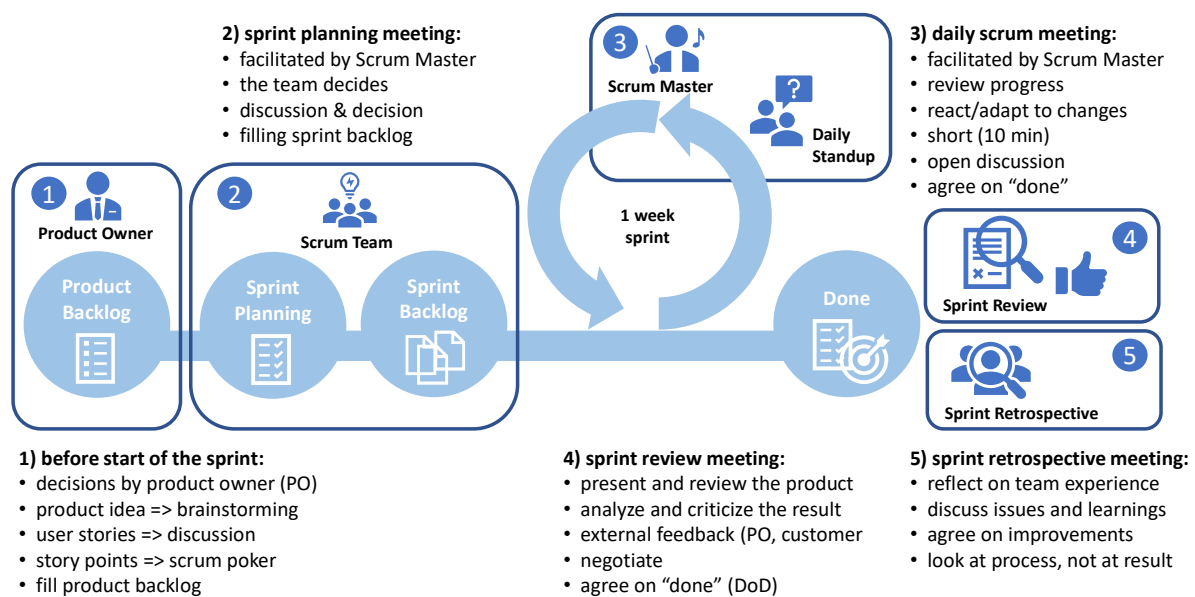 2) sprint planning meeting:
• facilitated by Scrum Master
• the team decides
• discussion & decision
• filling sprint backlog
3
Scrum Master
?
Daily
Standup
3) daily scrum meeting:
• facilitated by Scrum Master
• review progress
• react/adapt to changes
• short (10 min)
• open discussion
• agree on “done”
1
Product Owner
Product
Backlog
2
Scrum Team
Sprint
Planning
Sprint
Backlog
1 week
sprint
Done
4
Sprint Review
5
Sprint Retrospective
1) before start of the sprint:
• decisions by product owner (PO)
• product idea => brainstorming
• user stories => discussion
• story points => scrum poker
• fill product backlog
4) sprint review meeting:
• present and review the product
• analyze and criticize the result
• external feedback (PO, customer
• negotiate
• agree on “done” (DoD)
5) sprint retrospective meeting:
• reflect on team experience
• discuss issues and learnings
• agree on improvements
• look at process, not at result